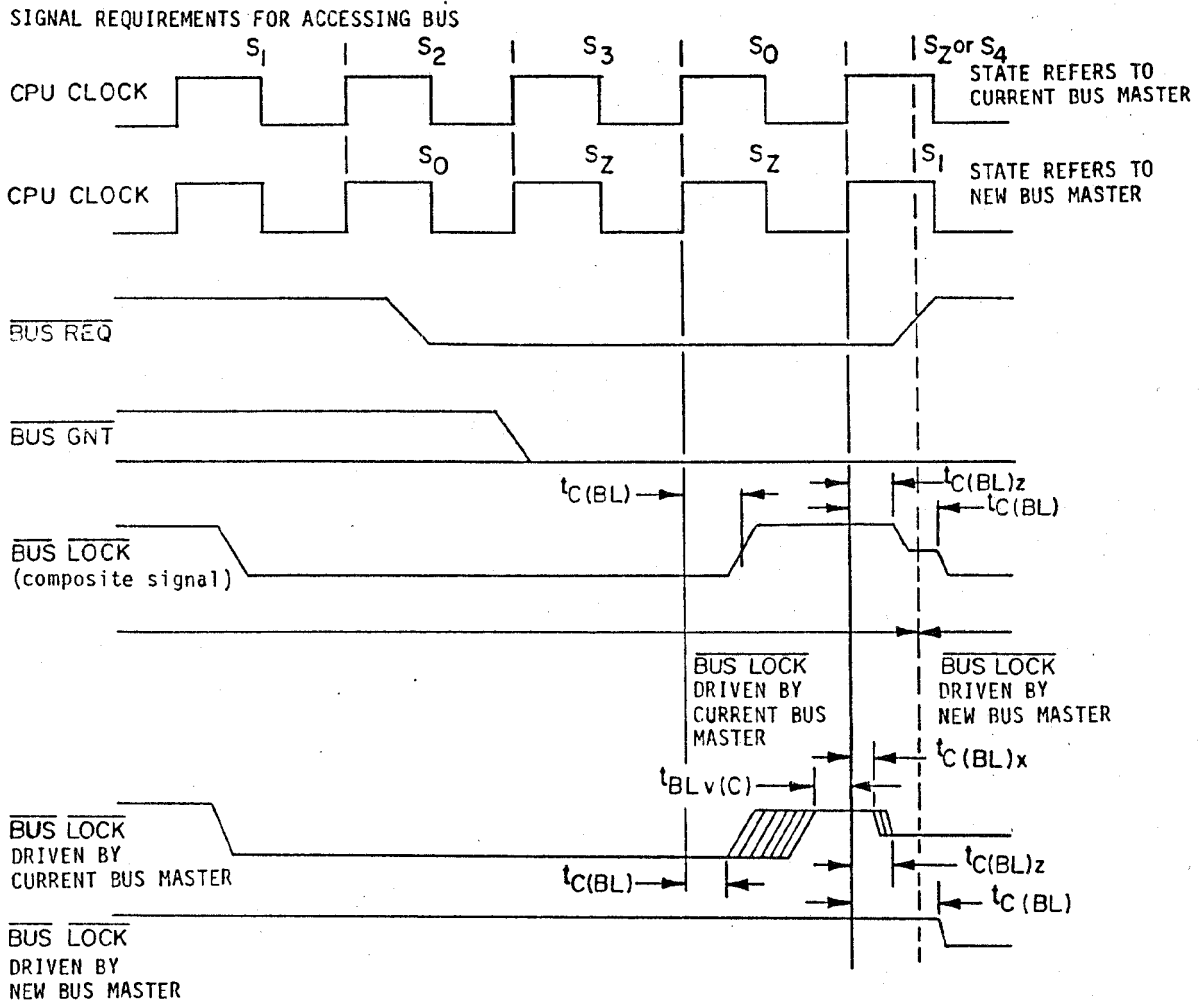 SIGNAL REQUIREMENTS FOR ACCESSING BUS
S1 S2 S3 S0 SZ or S4
CPU CLOCK
STATE REFERS TO
CURRENT BUS MASTER
S0 SZ SZ S1
CPU CLOCK
STATE REFERS TO
NEW BUS MASTER
BUS REQ
BUS GNT
tC(BL)
tC(BL)z
tC(BL)
BUS LOCK
(composite signal)
BUS LOCK
DRIVEN BY
CURRENT BUS
MASTER
BUS LOCK
DRIVEN BY
NEW BUS MASTER
tC(BL)x
tBLv(C)
BUS LOCK
DRIVEN BY
CURRENT BUS MASTER
tC(BL)
tC(BL)z
tC(BL)
BUS LOCK
DRIVEN BY
NEW BUS MASTER